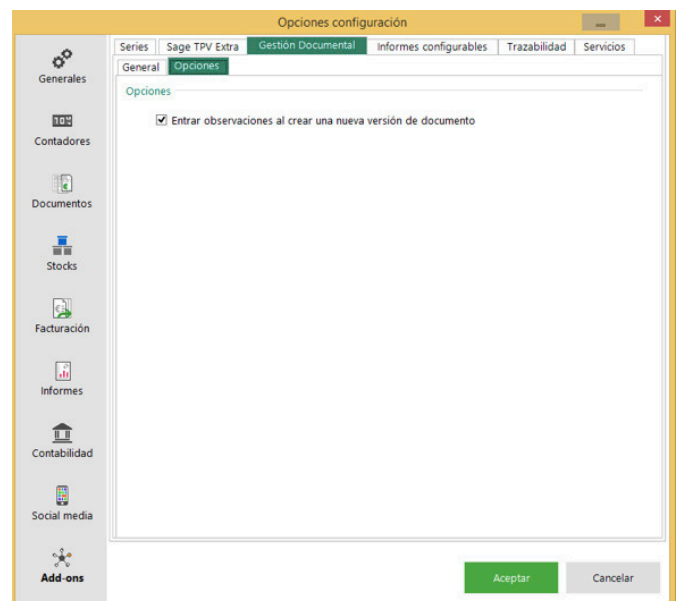 Opciones configuración
Generales
Contadores
Documentos
Stocks
Facturación
Informes
Contabilidad
Social media
Add-ons
Series Sage TPV Extra Gestión Documental Informes configurables Trazabilidad Servicios
General Opciones
Opciones
Entrar observaciones al crear una nueva versión de documento
Aceptar Cancelar